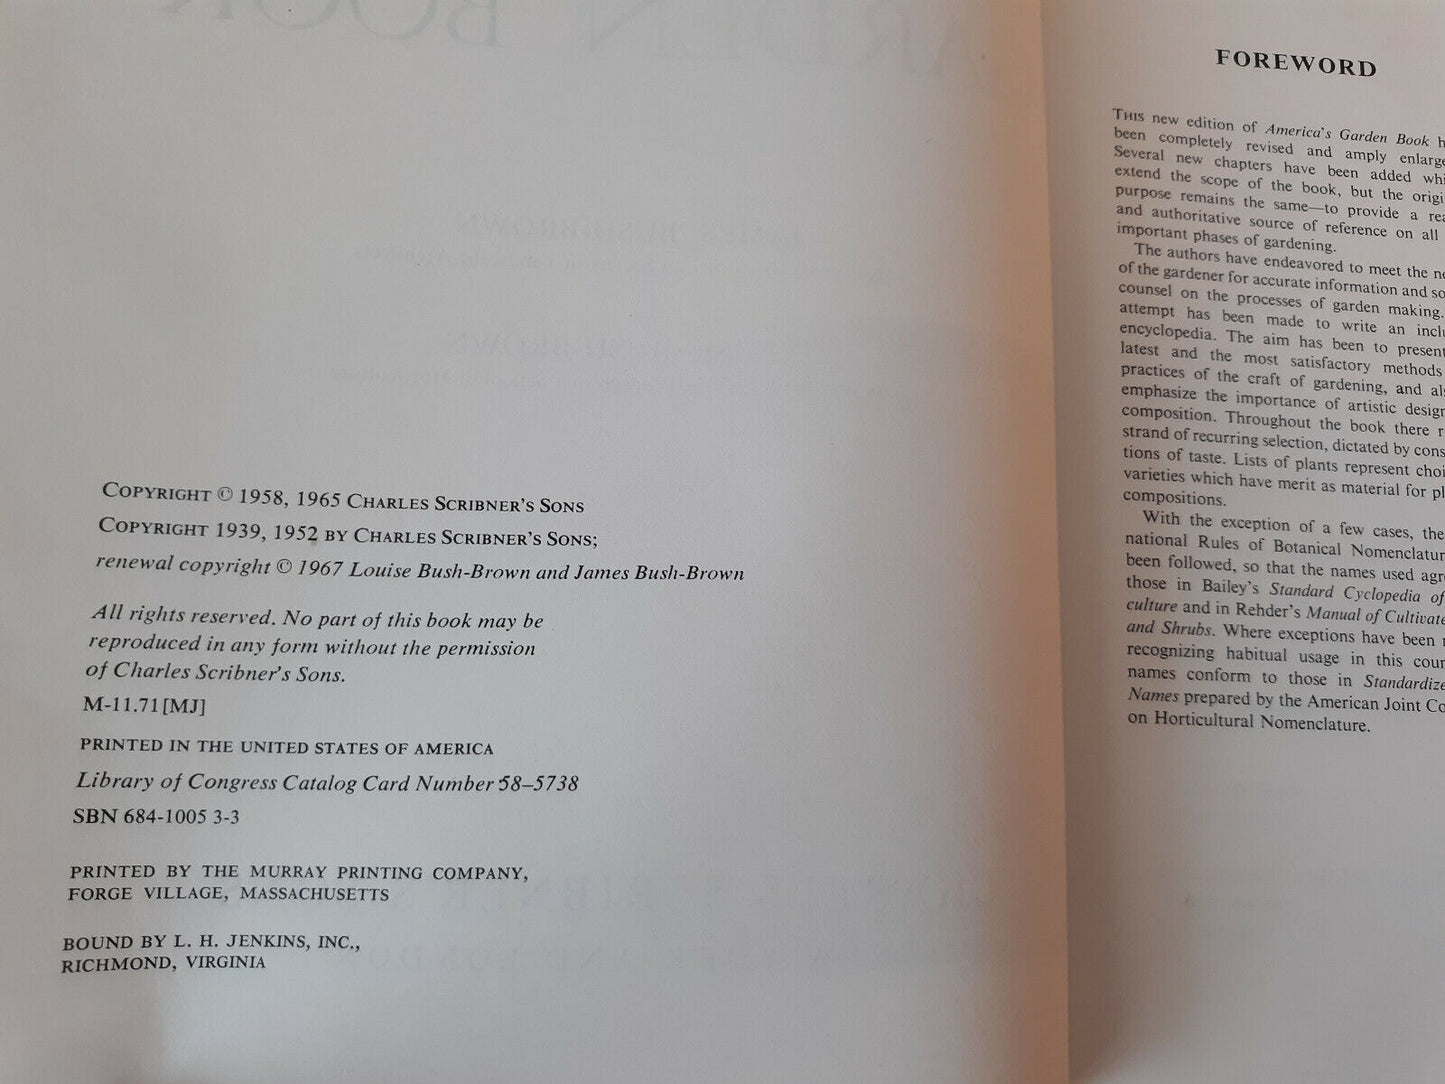 COPYRIGHT © 1958, 1965 CHARLES SCRIBNER'S SONS
COPYRIGHT 1939, 1952 BY CHARLES SCRIBNER'S SONS;
renewal copyright © 1967 Louise Bush-Brown and James Bush-Brown
All rights reserved. No part of this book may be
reproduced in any form without the permission
of Charles Scribner's Sons.
M-11.71[MJ]
PRINTED IN THE UNITED STATES OF AMERICA
Library of Congress Catalog Card Number 58–5738
SBN 684-1005 3-3
PRINTED BY THE MURRAY PRINTING COMPANY,
FORGE VILLAGE, MASSACHUSETTS
BOUND BY L. H. JENKINS, INC.,
RICHMOND, VIRGINIA
FOREWORD
THIS new edition of America's Garden Book
been completely revised and amply
Several new chapters have been added
extend the scope of the book, but the
purpose remains the same—to provide a
and authoritative source of reference on all
important phases of gardening.
The authors have endeavored to meet the
of the gardener for accurate information and
counsel on the processes of garden making.
attempt has been made to write an
encyclopedia. The aim has been to present
latest and the most satisfactory methods
practices of the craft of gardening, and
emphasize the importance of artistic
composition. Throughout the book there
strand of recurring selection, dictated by
tions of taste. Lists of plants represent
varieties which have merit as material for
compositions.
With the exception of a few cases, the
national Rules of Botanical
been followed, so that the names used
those in Bailey's Standard Cyclopedia of
culture and in Rehder's Manual of
and Shrubs. Where exceptions have been
recognizing habitual usage in this
names conform to those in
Names prepared by the American Joint
on Horticultural Nomenclature.